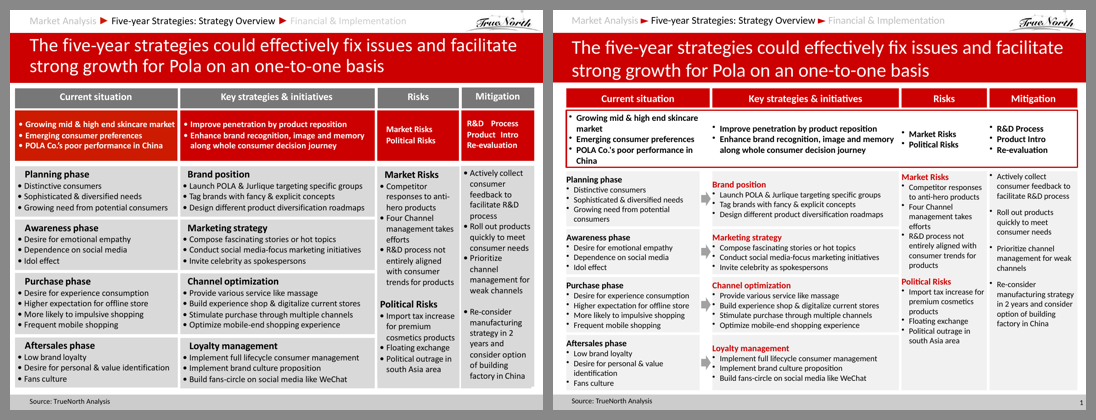 Market Analysis ► Five-year Strategies: Strategy Overview ► Financial & Implementation
TrueNorth
The five-year strategies could effectively fix issues and facilitate
strong growth for Pola on an one-to-one basis
Current situation
Key strategies & initiatives
Risks
Mitigation
• Growing mid & high end skincare market
• Emerging consumer preferences
• POLA Co.'s poor performance in China
• Improve penetration by product reposition
• Enhance brand recognition, image and memory
along whole consumer decision journey
Market Risks
Political Risks
R&D Process
Product Intro
Re-evaluation
Planning phase
• Distinctive consumers
• Sophisticated & diversified needs
• Growing need from potential consumers
Brand position
• Launch POLA & Jurlique targeting specific groups
• Tag brands with fancy & explicit concepts
• Design different product diversification roadmaps
Awareness phase
• Desire for emotional empathy
• Dependence on social media
• Idol effect
Marketing strategy
• Compose fascinating stories or hot topics
• Conduct social media-focus marketing initiatives
• Invite celebrity as spokespersons
Purchase phase
• Desire for experience consumption
• Higher expectation for offline store
• More likely to impulsive shopping
• Frequent mobile shopping
Channel optimization
• Provide various service like massage
• Build experience shop & digitalize current stores
• Stimulate purchase through multiple channels
• Optimize mobile-end shopping experience
Aftersales phase
• Low brand loyalty
• Desire for personal & value identification
• Fans culture
Loyalty management
• Implement full lifecycle consumer management
• Implement brand culture proposition
• Build fans-circle on social media like WeChat
Market Risks
• Competitor
responses to anti-
hero products
• Four Channel
management takes
efforts
• R&D process not
entirely aligned
with consumer
trends for
products
Political Risks
• Import tax increase
for premium
cosmetics products
• Floating exchange
• Political outrage in
south Asia area
• Actively collect
consumer
feedback to
facilitate R&D
process
• Roll out products
quickly to meet
consumer needs
• Prioritize
channel
management for
weak channels
• Re-consider
manufacturing
strategy in 2
years and
consider option
of building
factory in China
Source: TrueNorth Analysis
Market Analysis ► Five-year Strategies: Strategy Overview ► Financial & Implementation
TrueNorth
The five-year strategies could effectively fix issues and facilitate
strong growth for Pola on an one-to-one basis
Current situation
Key strategies & initiatives
Risks
Mitigation
• Growing mid & high end skincare
market
• Emerging consumer preferences
• POLA Co.'s poor performance in
China
• Improve penetration by product reposition
• Enhance brand recognition, image and memory
along whole consumer decision journey
• Market Risks
• Political Risks
• R&D Process
• Product Intro
• Re-evaluation
Planning phase
• Distinctive consumers
• Sophisticated & diversified needs
• Growing need from potential
consumers
Brand position
• Launch POLA & Jurlique targeting specific groups
• Tag brands with fancy & explicit concepts
• Design different product diversification roadmaps
Awareness phase
• Desire for emotional empathy
• Dependence on social media
• Idol effect
Marketing strategy
• Compose fascinating stories or hot topics
• Conduct social media-focus marketing initiatives
• Invite celebrity as spokespersons
Purchase phase
• Desire for experience consumption
• Higher expectation for offline store
• More likely to impulsive shopping
• Frequent mobile shopping
Channel optimization
• Provide various service like massage
• Build experience shop & digitalize current stores
• Stimulate purchase through multiple channels
• Optimize mobile-end shopping experience
Aftersales phase
• Low brand loyalty
• Desire for personal & value
identification
• Fans culture
Loyalty management
• Implement full lifecycle consumer management
• Implement brand culture proposition
• Build fans-circle on social media like WeChat
Market Risks
• Competitor responses
to anti-hero products
• Four Channel
management takes
efforts
• R&D process not
entirely aligned with
consumer trends for
products
Political Risks
• Import tax increase for
premium cosmetics
products
• Floating exchange
• Political outrage in
south Asia area
• Actively collect
consumer feedback to
facilitate R&D process
• Roll out products
quickly to meet
consumer needs
• Prioritize channel
management for weak
channels
• Re-consider
manufacturing strategy
in 2 years and consider
option of building
factory in China
Source: TrueNorth Analysis
1